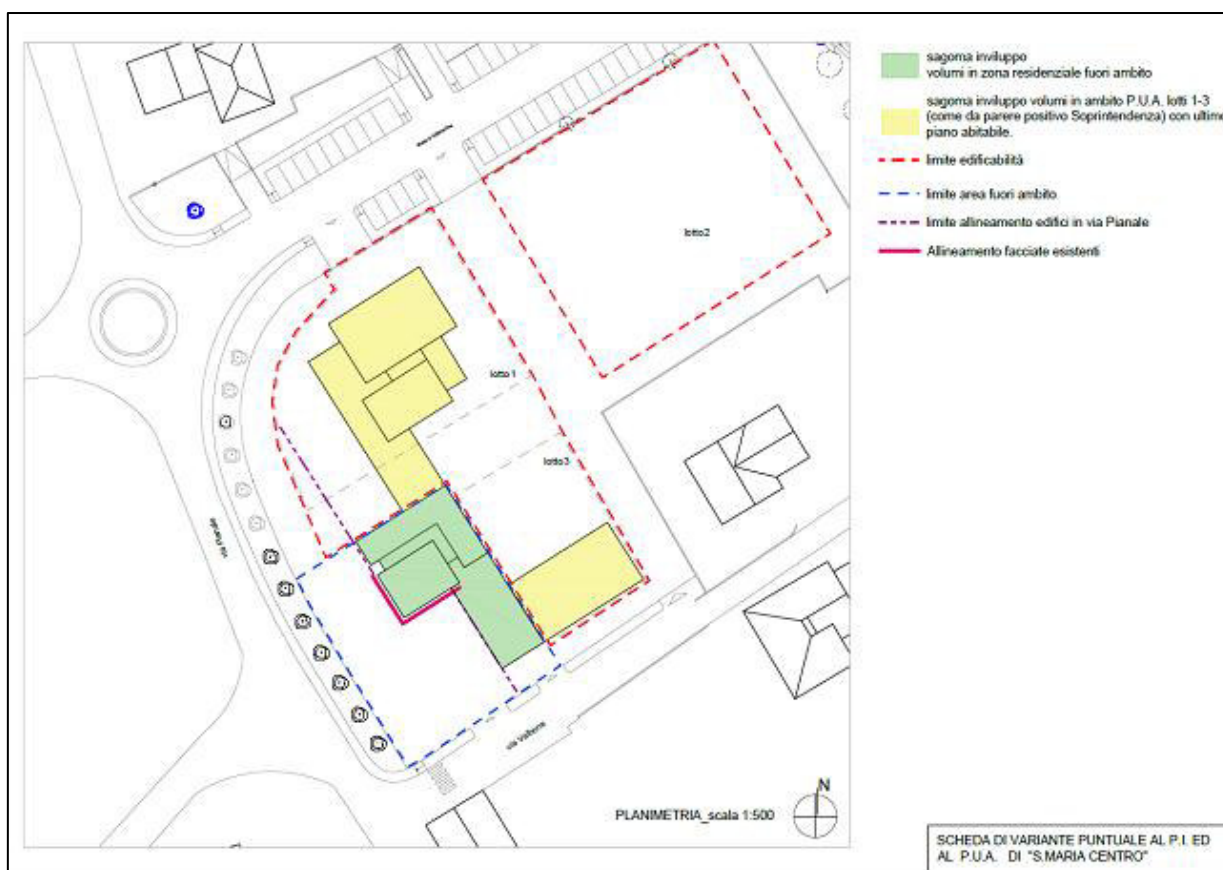 sagoma inviluppo
volumi in zona residenziale fuori ambito
sagoma inviluppo volumi in ambito P.U.A. lotti 1-3
(come da parere positivo Soprintendenza) con ultimo
piano abitabile.
limite edificabilità
limite area fuori ambito
limite allineamento edifici in via Pianale
Allineamento facciate esistenti
lotto2
lotto 1
lotto3
via Pianale
via Vallerie
N
PLANIMETRIA_scala 1:500
SCHEDA DI VARIANTE PUNTUALE AL P.I. ED
AL P.U.A. DI "S.MARIA CENTRO"